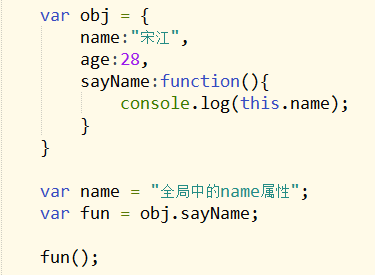 var obj = {
name:"宋江",
age:28,
sayName:function(){
console.log(this.name);
}
}
var name = "全局中的name属性";
var fun = obj.sayName;
fun();